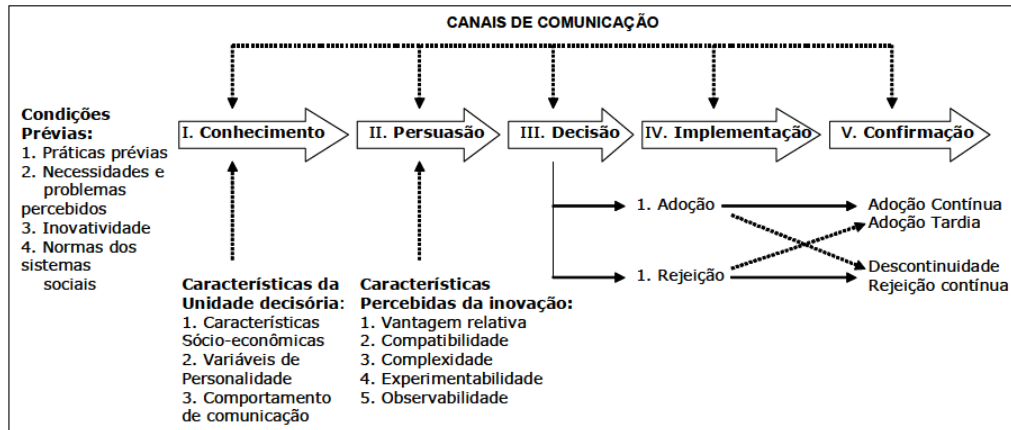 CANAIS DE COMUNICAÇÃO
Condições
Prévias:
1. Práticas prévias
2. Necessidades e
problemas
percebidos
3. Inovatividade
4. Normas dos
sistemas
sociais
I. Conhecimento
II. Persuasão
III. Decisão
IV. Implementação
V. Confirmação
1. Adoção
1. Rejeição
Adoção Contínua
Adoção Tardia
Descontinuidade
Rejeição contínua
Características da
Unidade decisória:
1. Características
Sócio-econômicas
2. Variáveis de
Personalidade
3. Comportamento
de comunicação
Características
Percebidas da inovação:
1. Vantagem relativa
2. Compatibilidade
3. Complexidade
4. Experimentabilidade
5. Observabilidade